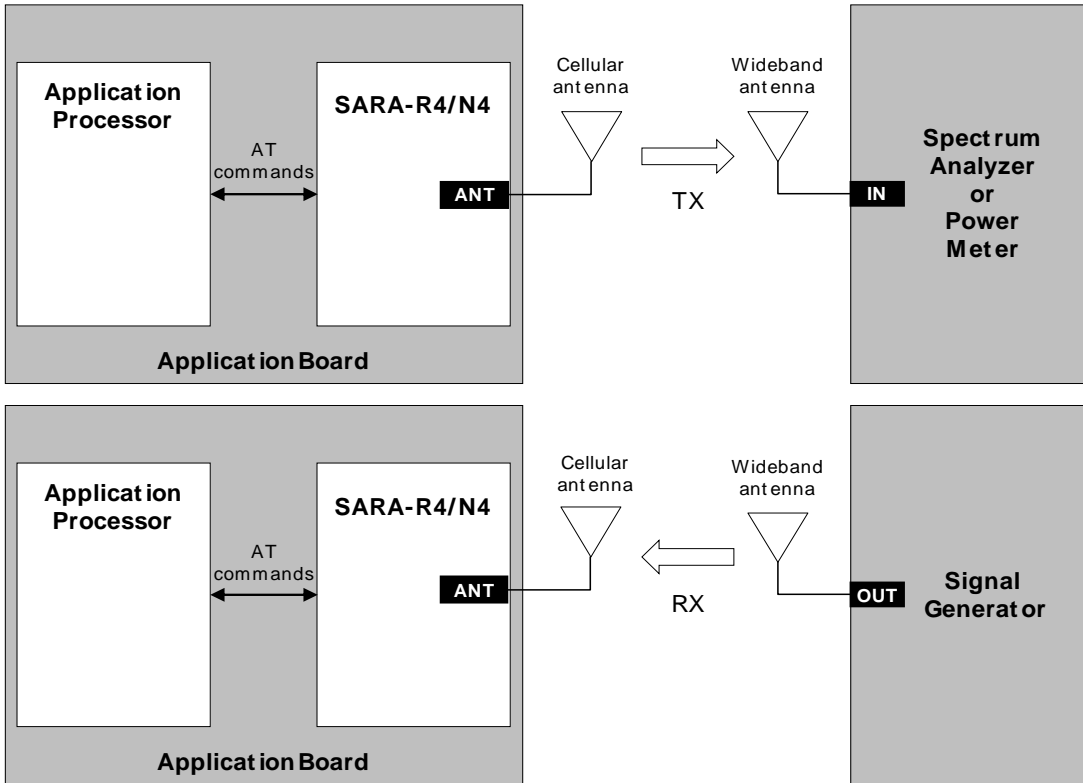 Application
Processor
AT
commands
SARA-R4/N4
ANT
Application Board
Cellular
antenna
TX
Wideband
antenna
IN
Spectrum
Analyzer
or
Power
Meter
Application
Processor
AT
commands
SARA-R4/N4
ANT
Application Board
Cellular
antenna
RX
Wideband
antenna
OUT
Signal
Generator